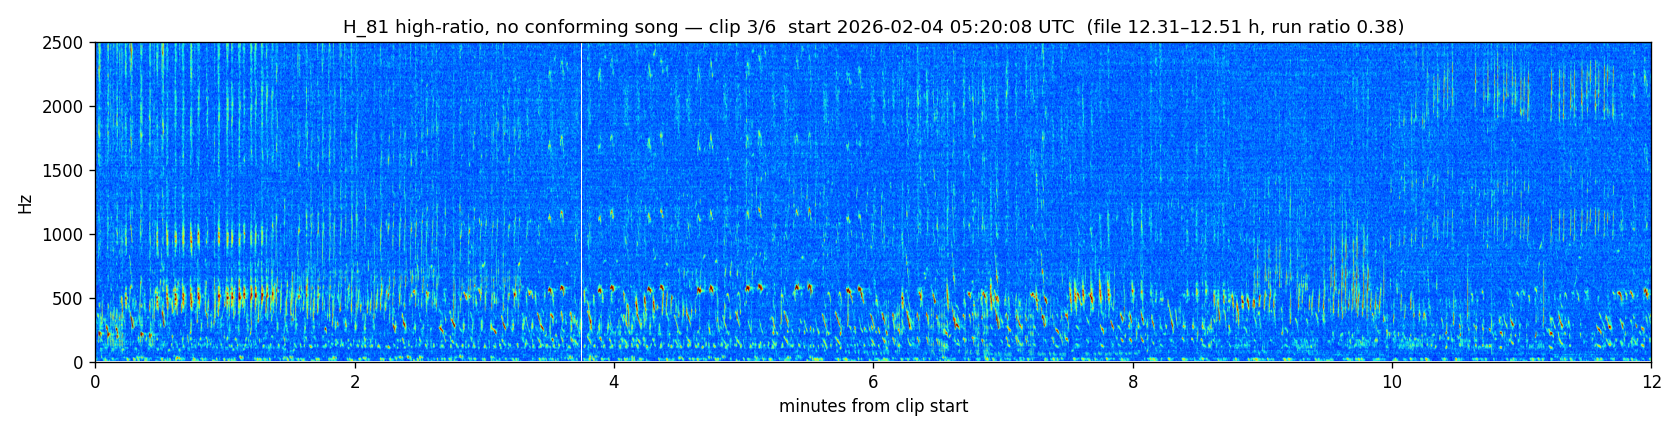 H_81 high-ratio, no conforming song — clip 3/6  start 2026-02-04 05:20:08 UTC  (file 12.31–12.51 h, run ratio 0.38)
2500
2000
1500
1000
500
0
Hz
0 2 4 6 8 10 12
minutes from clip start